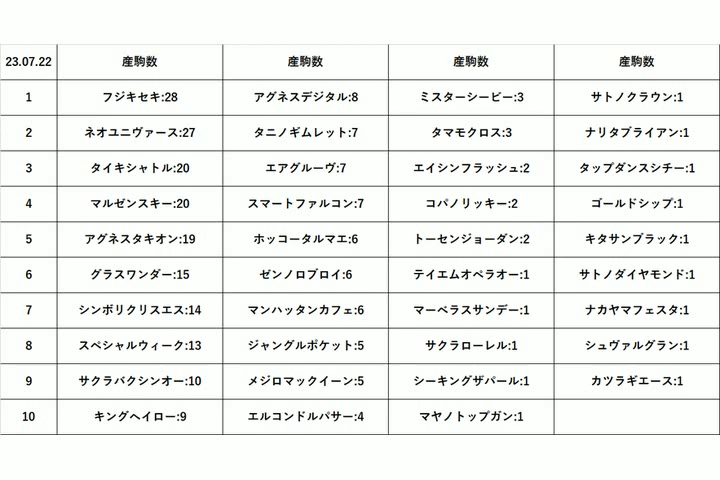 23.07.22 産駒数 産駒数 産駒数 産駒数
1 フジキセキ:28 アグネスデジタル:8 ミスターシービー:3 サトノクラウン:1
2 ネオユニヴァース:27 タニノギムレット:7 タマモクロス:3 ナリタブライアン:1
3 タイキシャトル:20 エアグルーヴ:7 エイシンフラッシュ:2 タップダンスシチー:1
4 マルゼンスキー:20 スマートファルコン:7 コパノリッキー:2 ゴールドシップ:1
5 アグネスタキオン:19 ホッコータルマエ:6 トーセンジョーダン:2 キタサンブラック:1
6 グラスワンダー:15 ゼンノロブロイ:6 テイエムオペラオー:1 サトノダイヤモンド:1
7 シンボリクリスエス:14 マンハッタンカフェ:6 マーベラスサンデー:1 ナカヤマフェスタ:1
8 スペシャルウィーク:13 ジャングルポケット:5 サクラローレル:1 シュヴァルグラン:1
9 サクラバクシンオー:10 メジロマックイーン:5 シーキングザパール:1 カツラギエース:1
10 キングヘイロー:9 エルコンドルパサー:4 マヤノトップガン:1